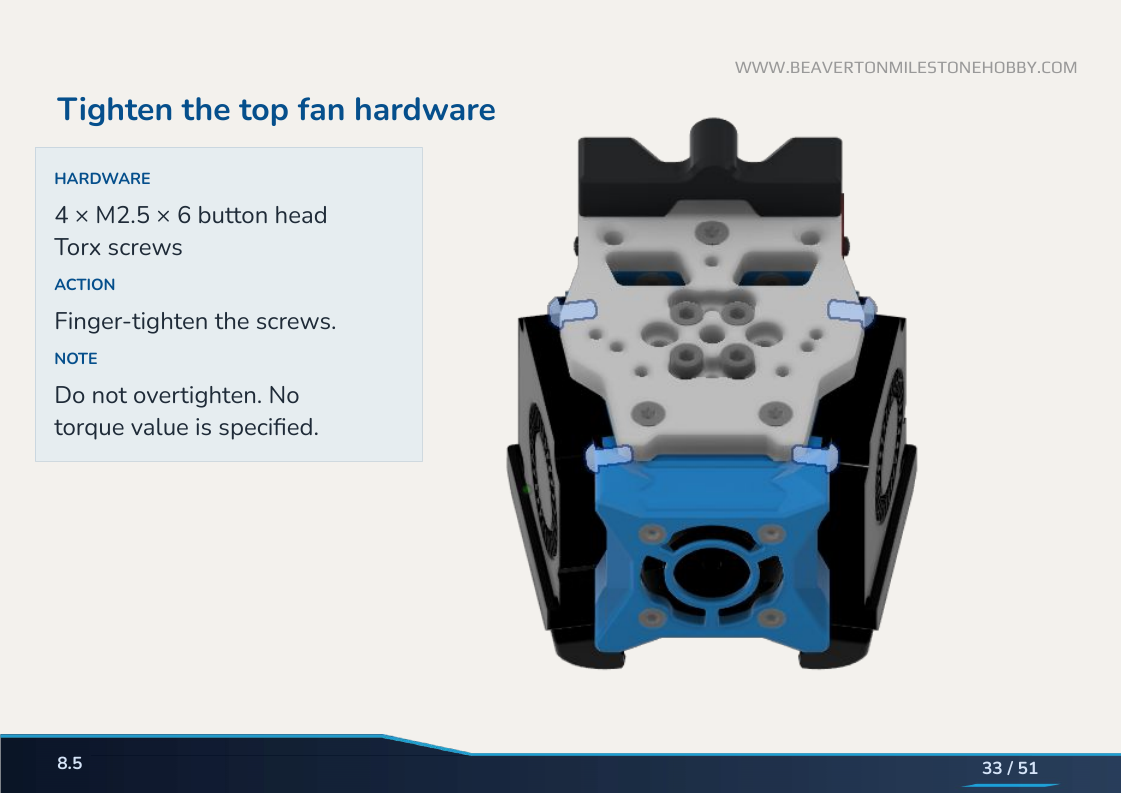 WWW.BEAVERTONMILESTONEHOBBY.COM
Tighten the top fan hardware
HARDWARE
4 × M2.5 × 6 button head
Torx screws
ACTION
Finger-tighten the screws.
NOTE
Do not overtighten. No
torque value is specified.
8.5
33 / 51